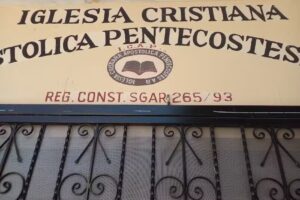 IGLESIA CRISTIANA
STOLICA PENTECOSTES
I.C.A.P.
REG. CONST. SGAR/265/93